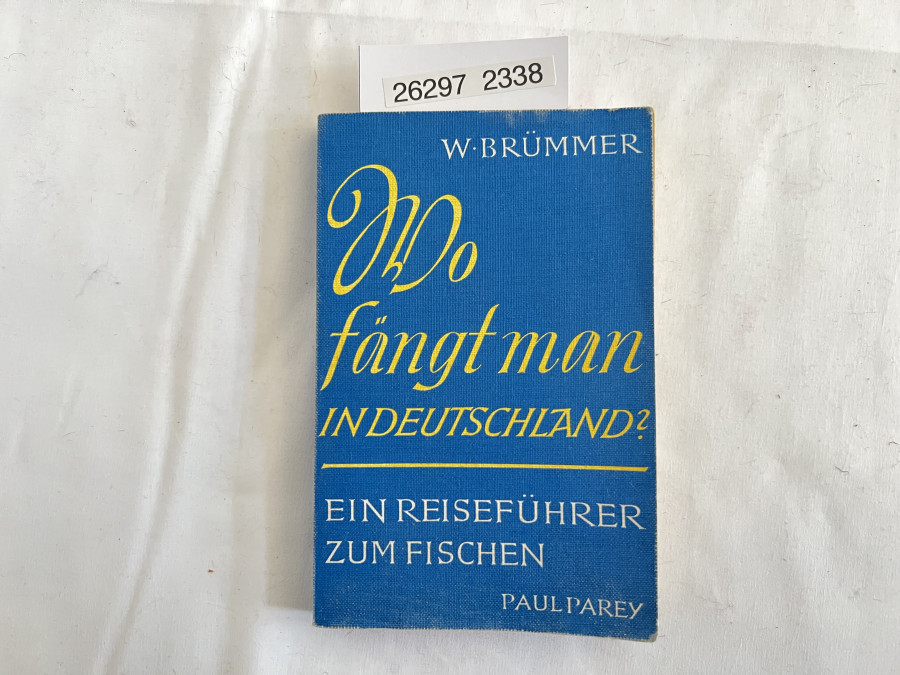 26297 2338
W·BRÜMMER
Wo
fängt man
IN DEUTSCHLAND?
EIN REISEFÜHRER
ZUM FISCHEN
PAUL PAREY